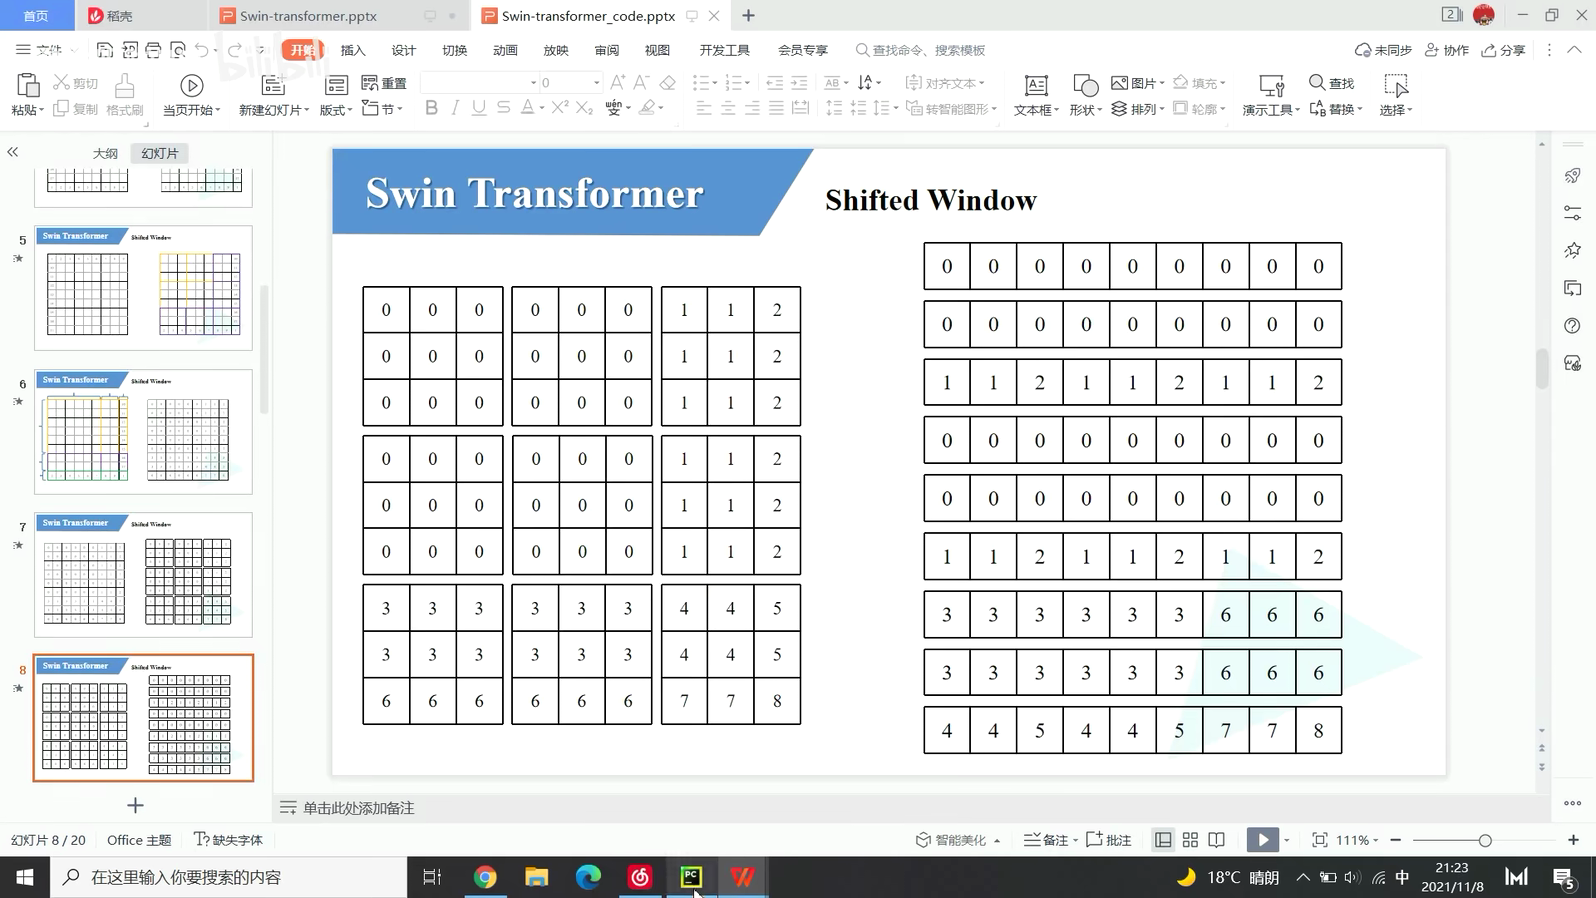 首页
稻壳
Swin-transformer.pptx
Swin-transformer_code.pptx
2
文件
开始
插入
设计
切换
动画
放映
审阅
视图
开发工具
会员专享
查找命令、搜索模板
未同步
协作
分享
bilibili
粘贴
剪切
复制
格式刷
当页开始
新建幻灯片
版式
重置
节
0
对齐文本
转智能图形
文本框
形状
图片
排列
填充
轮廓
演示工具
查找
替换
选择
大纲
幻灯片
5
Swin Transformer
Shifted Window
6
Swin Transformer
Shifted Window
7
Swin Transformer
Shifted Window
8
Swin Transformer
Shifted Window
Swin Transformer
Shifted Window
0 0 0 0 0 0 1 1 2
0 0 0 0 0 0 1 1 2
0 0 0 0 0 0 1 1 2
0 0 0 0 0 0 1 1 2
0 0 0 0 0 0 1 1 2
0 0 0 0 0 0 1 1 2
3 3 3 3 3 3 4 4 5
3 3 3 3 3 3 4 4 5
6 6 6 6 6 6 7 7 8
0 0 0 0 0 0 0 0 0
0 0 0 0 0 0 0 0 0
1 1 2 1 1 2 1 1 2
0 0 0 0 0 0 0 0 0
0 0 0 0 0 0 0 0 0
1 1 2 1 1 2 1 1 2
3 3 3 3 3 3 6 6 6
3 3 3 3 3 3 6 6 6
4 4 5 4 4 5 7 7 8
单击此处添加备注
幻灯片 8 / 20
Office 主题
缺失字体
智能美化
备注
批注
111%
在这里输入你要搜索的内容
PC
18°C 晴朗
中
21:23
2021/11/8
5